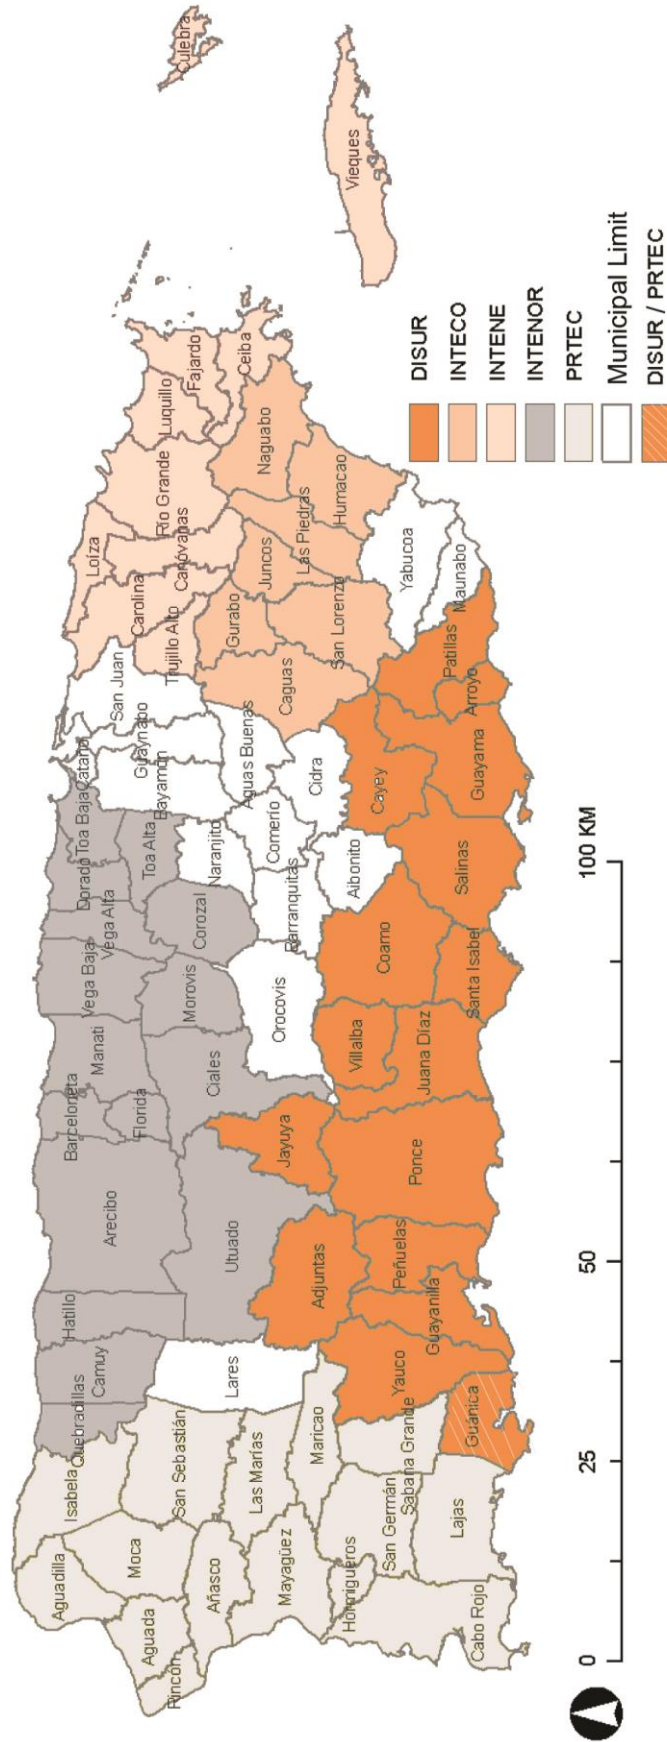 Culebra
Vieques
Isabela
Quebradillas
Camuy
Hatillo
Arecibo
Barceloneta
Florida
Manatí
Vega Baja
Vega Alta
Dorado
Toa Baja
Cataño
Toa Alta
Bayamón
Guaynabo
San Juan
Trujillo Alto
Carolina
Loíza
Canóvanas
Río Grande
Luquillo
Fajardo
Ceiba
Aguadilla
Moca
Aguada
Rincón
Añasco
San Sebastián
Lares
Utuado
Ciales
Morovis
Corozal
Naranjito
Comerio
Aguas Buenas
Caguas
Gurabo
Juncos
Las Piedras
Naguabo
Humacao
San Lorenzo
Mayagüez
Las Marías
Maricao
Adjuntas
Jayuya
Orocovis
Barranquitas
Aibonito
Cidra
Cayey
Yabucoa
Maunabo
Patillas
Arroyo
Guayama
Salinas
Coamo
Santa Isabel
Villalba
Juana Díaz
Ponce
Peñuelas
Guayanilla
Yauco
Guánica
Sabana Grande
San Germán
Hormigueros
Lajas
Cabo Rojo
DISUR
INTECO
INTENE
INTENOR
PRTEC
Municipal Limit
DISUR / PRTEC
0
25
50
100 KM